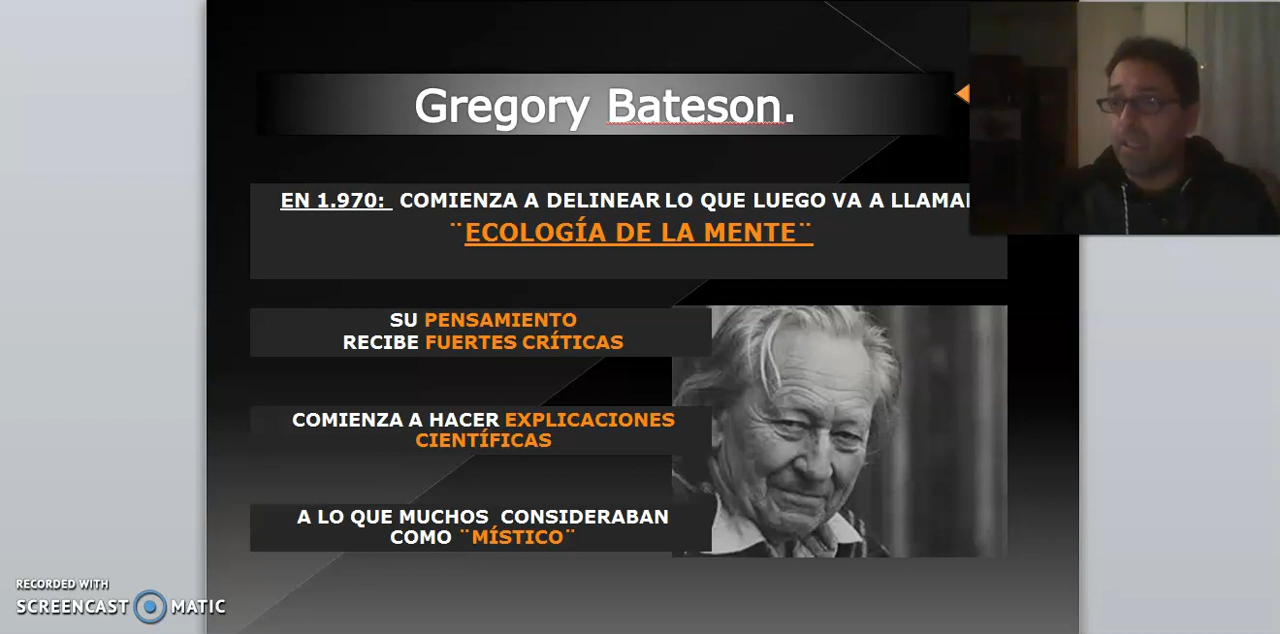 Gregory Bateson.
EN 1.970: COMIENZA A DELINEAR LO QUE LUEGO VA A LLAMAR
¨ECOLOGÍA DE LA MENTE¨
SU PENSAMIENTO
RECIBE FUERTES CRÍTICAS
COMIENZA A HACER EXPLICACIONES
CIENTÍFICAS
A LO QUE MUCHOS CONSIDERABAN
COMO ¨MÍSTICO¨
RECORDED WITH
SCREENCAST MATIC